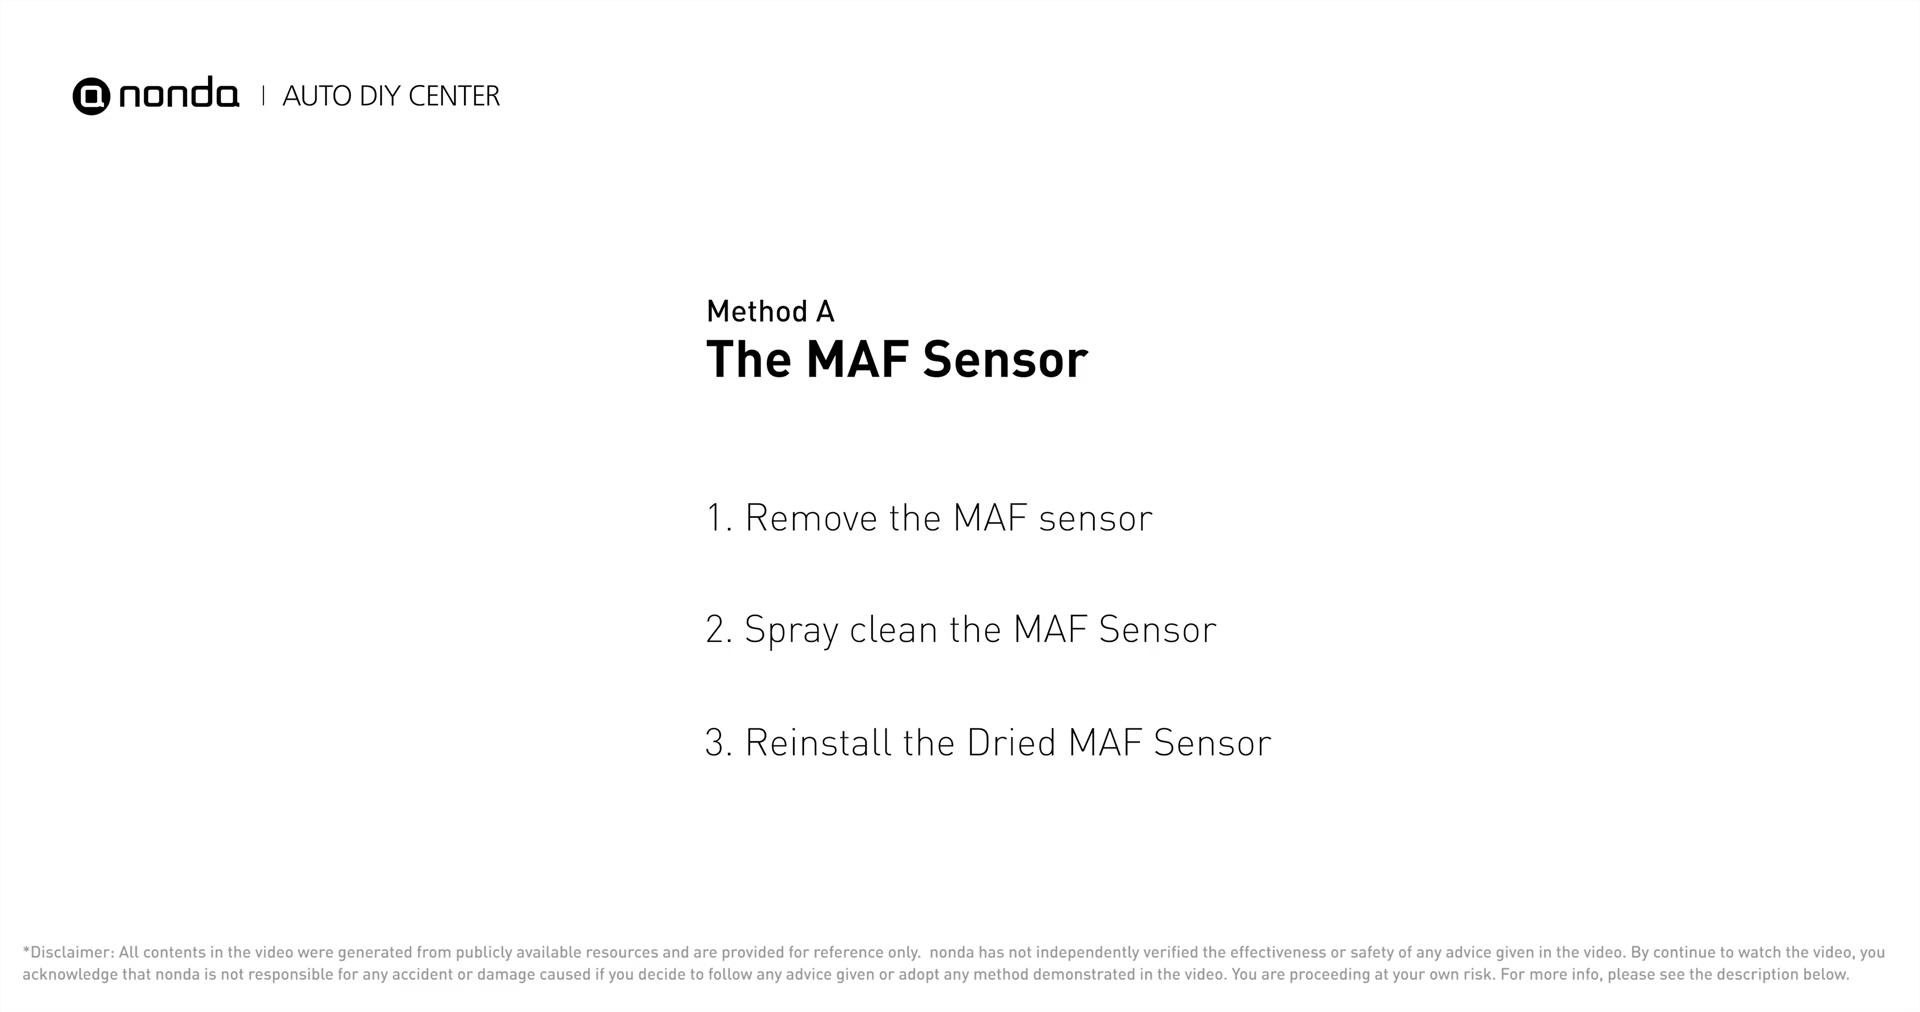 nonda | AUTO DIY CENTER
Method A
The MAF Sensor
1. Remove the MAF sensor
2. Spray clean the MAF Sensor
3. Reinstall the Dried MAF Sensor
*Disclaimer: All contents in the video were generated from publicly available resources and are provided for reference only.  nonda has not independently verified the effectiveness or safety of any advice given in the video. By continue to watch the video, you
acknowledge that nonda is not responsible for any accident or damage caused if you decide to follow any advice given or adopt any method demonstrated in the video. You are proceeding at your own risk. For more info, please see the description below.